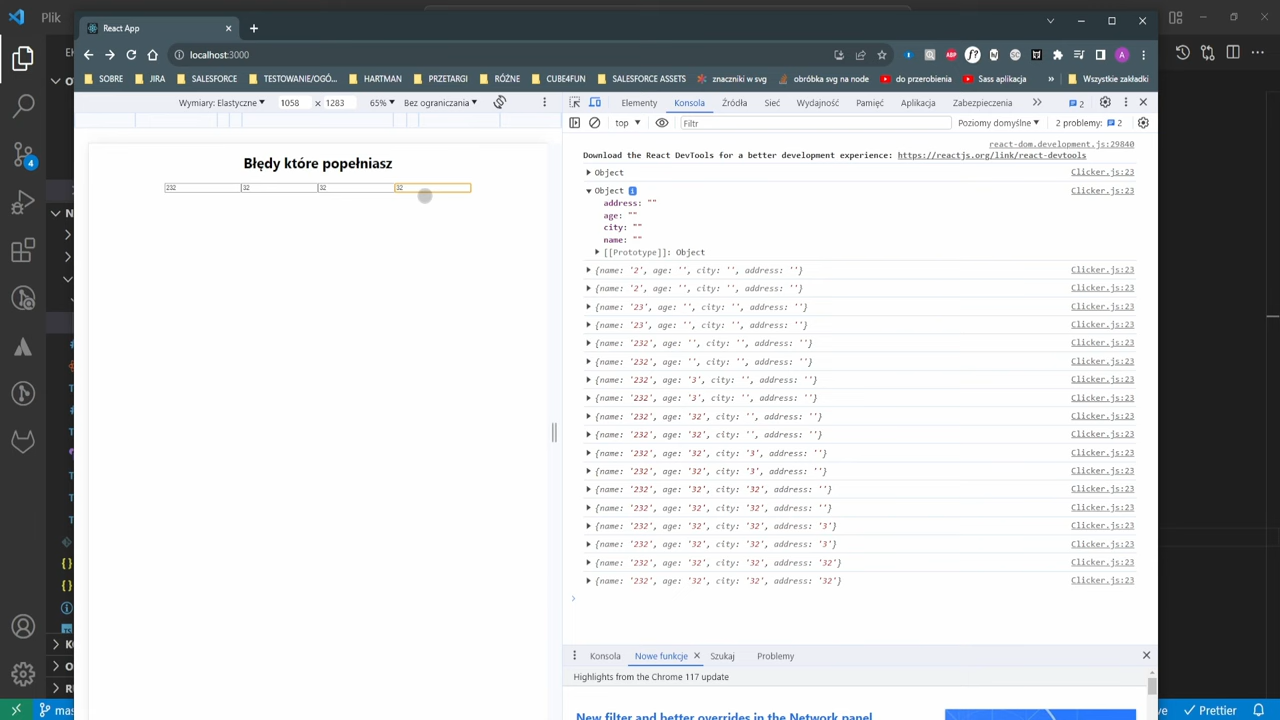 Plik
React App
localhost:3000
A
SOBRE
JIRA
SALESFORCE
TESTOWANIE/OGÓ...
HARTMAN
PRZETARGI
RÓŻNE
CUBE4FUN
SALESFORCE ASSETS
znaczniki w svg
obróbka svg na node
do przerobienia
Sass aplikacja
»
Wszystkie zakładki
Wymiary: Elastyczne
1058 × 1283
65%
Bez ograniczania
Elementy
Konsola
Źródła
Sieć
Wydajność
Pamięć
Aplikacja
Zabezpieczenia
»
2
top
Filtr
Poziomy domyślne
2 problemy: 2
Błędy które popełniasz
232 32 32 32
react-dom.development.js:29840
Download the React DevTools for a better development experience: https://reactjs.org/link/react-devtools
Object Clicker.js:23
Object i Clicker.js:23
address: ""
age: ""
city: ""
name: ""
[[Prototype]]: Object
{name: '2', age: '', city: '', address: ''} Clicker.js:23
{name: '2', age: '', city: '', address: ''} Clicker.js:23
{name: '23', age: '', city: '', address: ''} Clicker.js:23
{name: '23', age: '', city: '', address: ''} Clicker.js:23
{name: '232', age: '', city: '', address: ''} Clicker.js:23
{name: '232', age: '', city: '', address: ''} Clicker.js:23
{name: '232', age: '3', city: '', address: ''} Clicker.js:23
{name: '232', age: '3', city: '', address: ''} Clicker.js:23
{name: '232', age: '32', city: '', address: ''} Clicker.js:23
{name: '232', age: '32', city: '', address: ''} Clicker.js:23
{name: '232', age: '32', city: '3', address: ''} Clicker.js:23
{name: '232', age: '32', city: '3', address: ''} Clicker.js:23
{name: '232', age: '32', city: '32', address: ''} Clicker.js:23
{name: '232', age: '32', city: '32', address: ''} Clicker.js:23
{name: '232', age: '32', city: '32', address: '3'} Clicker.js:23
{name: '232', age: '32', city: '32', address: '3'} Clicker.js:23
{name: '232', age: '32', city: '32', address: '32'} Clicker.js:23
{name: '232', age: '32', city: '32', address: '32'} Clicker.js:23
Konsola
Nowe funkcje
Szukaj
Problemy
Highlights from the Chrome 117 update
New filter and better overrides in the Network panel
4
Prettier